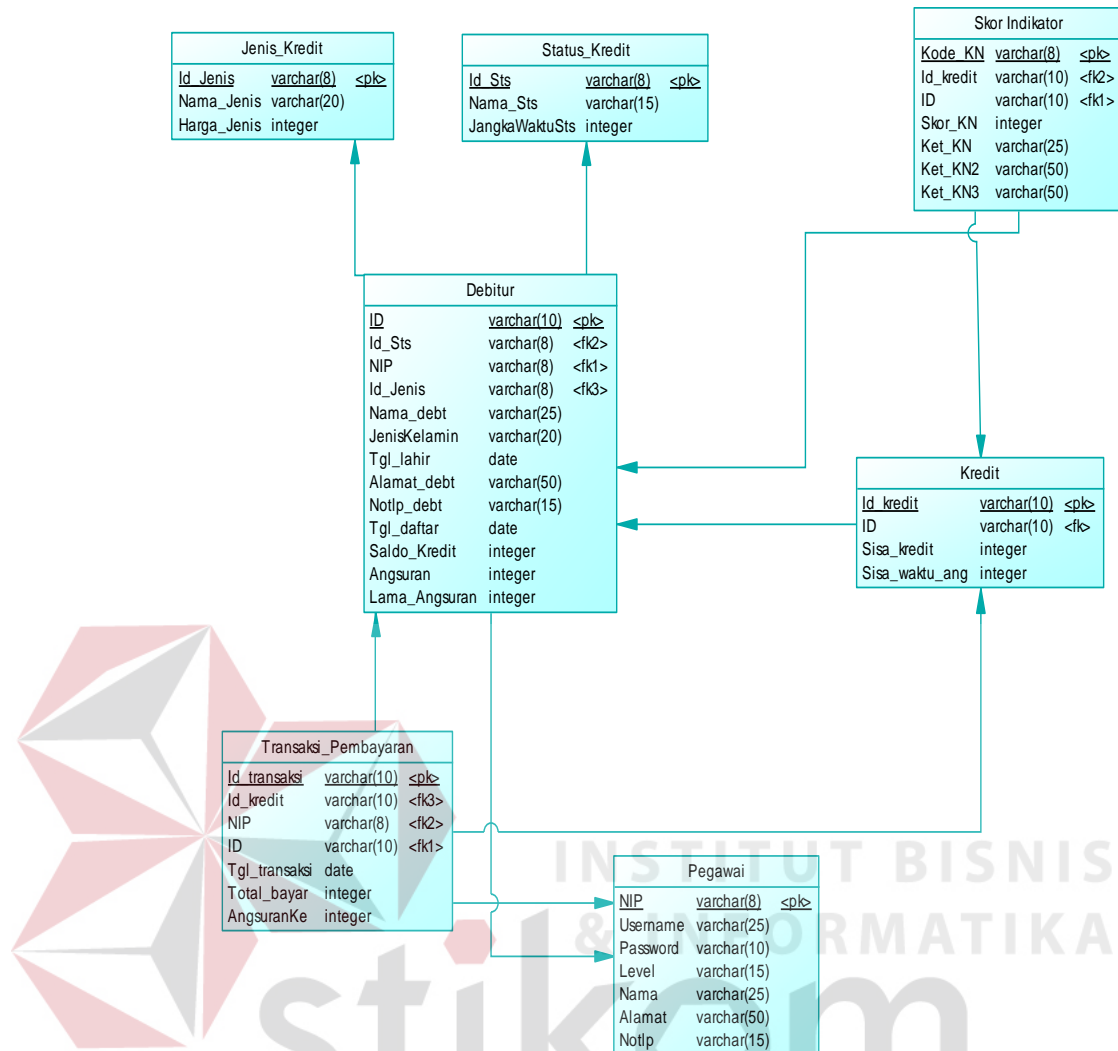 Jenis_Kredit
Id_Jenis varchar(8) <pk>
Nama_Jenis varchar(20)
Harga_Jenis integer
Status_Kredit
Id_Sts varchar(8) <pk>
Nama_Sts varchar(15)
JangkaWaktuSts integer
Skor Indikator
Kode_KN varchar(8) <pk>
Id_kredit varchar(10) <fk2>
ID varchar(10) <fk1>
Skor_KN integer
Ket_KN varchar(25)
Ket_KN2 varchar(50)
Ket_KN3 varchar(50)
Debitur
ID varchar(10) <pk>
Id_Sts varchar(8) <fk2>
NIP varchar(8) <fk1>
Id_Jenis varchar(8) <fk3>
Nama_debt varchar(25)
JenisKelamin varchar(20)
Tgl_lahir date
Alamat_debt varchar(50)
Notlp_debt varchar(15)
Tgl_daftar date
Saldo_Kredit integer
Angsuran integer
Lama_Angsuran integer
Kredit
Id_kredit varchar(10) <pk>
ID varchar(10) <fk>
Sisa_kredit integer
Sisa_waktu_ang integer
Transaksi_Pembayaran
Id_transaksi varchar(10) <pk>
Id_kredit varchar(10) <fk3>
NIP varchar(8) <fk2>
ID varchar(10) <fk1>
Tgl_transaksi date
Total_bayar integer
AngsuranKe integer
Pegawai
NIP varchar(8) <pk>
Username varchar(25)
Password varchar(10)
Level varchar(15)
Nama varchar(25)
Alamat varchar(50)
Notlp varchar(15)
INSTITUT BISNIS
& INFORMATIKA
stikom